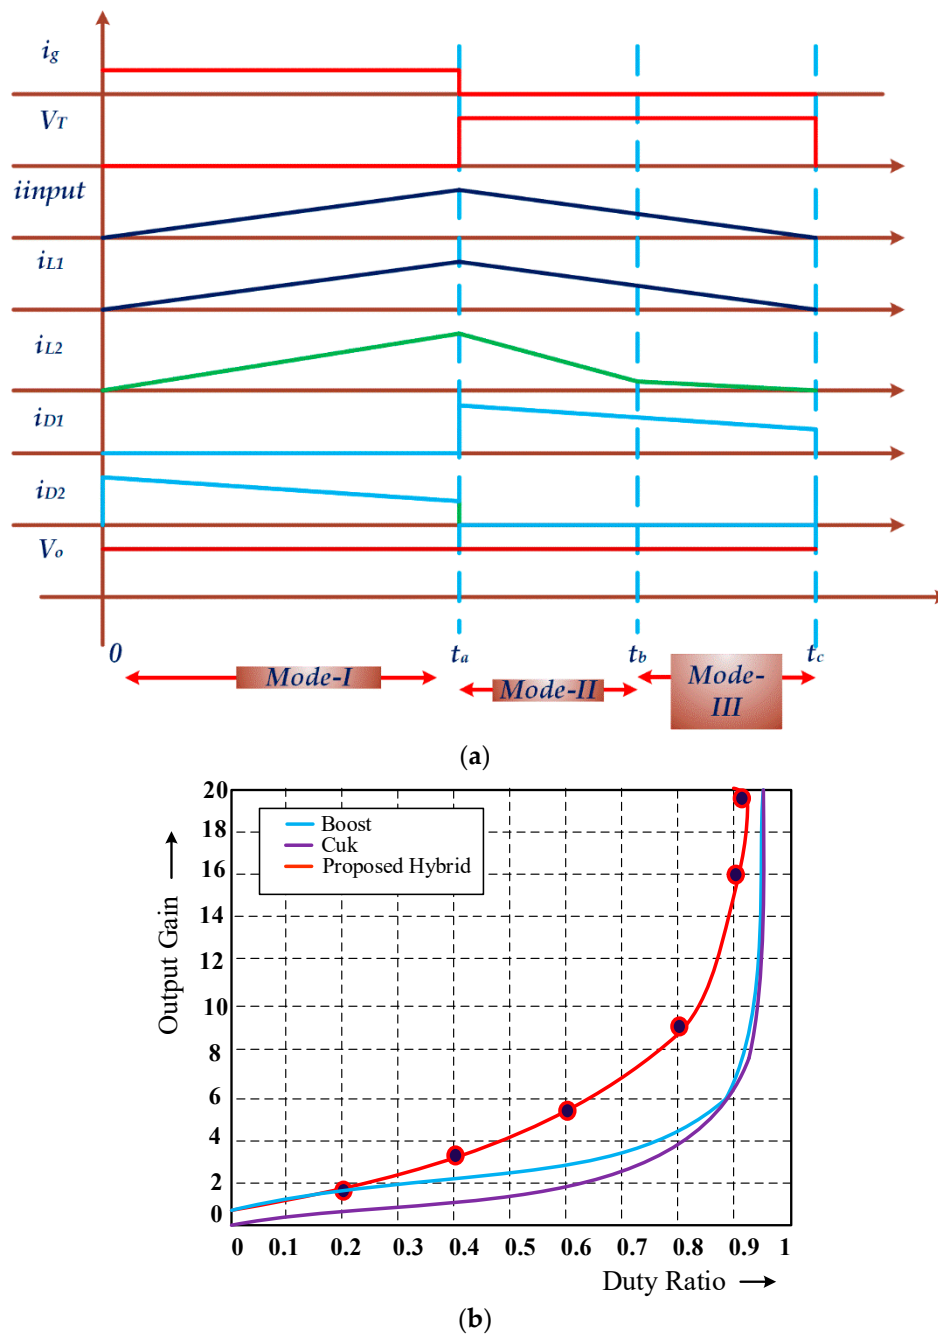 ig
VT
iinput
iL1
iL2
iD1
iD2
Vo
0 ta tb tc
Mode-I
Mode-II
Mode-
III
(a)
20
18
16
14
12
10
8
6
4
2
0
Output Gain
Boost
Cuk
Proposed Hybrid
0 0.1 0.2 0.3 0.4 0.5 0.6 0.7 0.8 0.9 1
Duty Ratio
(b)